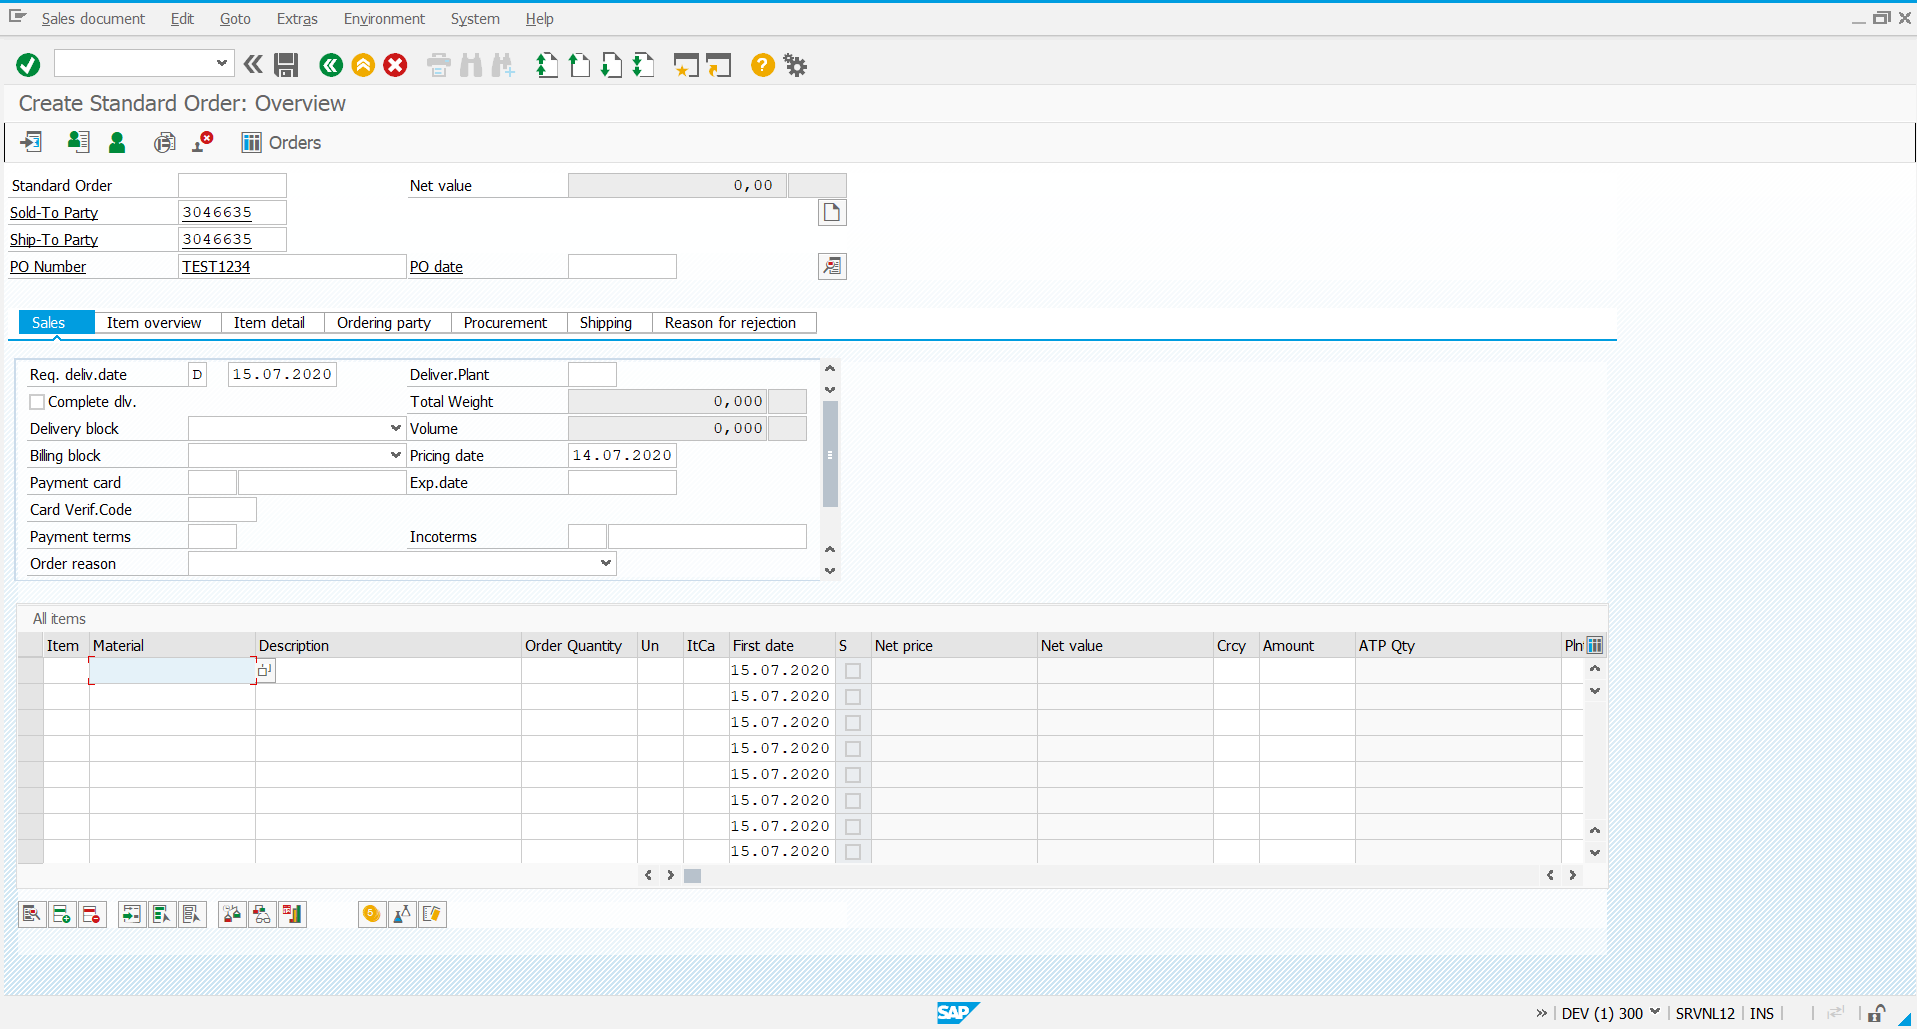 Sales document Edit Goto Extras Environment System Help
Create Standard Order: Overview
Orders
Standard Order Net value 0,00
Sold-To Party 3046635
Ship-To Party 3046635
PO Number TEST1234 PO date
Sales Item overview Item detail Ordering party Procurement Shipping Reason for rejection
Req. deliv.date D 15.07.2020 Deliver.Plant
Complete dlv. Total Weight 0,000
Delivery block Volume 0,000
Billing block Pricing date 14.07.2020
Payment card Exp.date
Card Verif.Code
Payment terms Incoterms
Order reason
All items
Item Material Description Order Quantity Un ItCa First date S Net price Net value Crcy Amount ATP Qty Pln
15.07.2020
15.07.2020
15.07.2020
15.07.2020
15.07.2020
15.07.2020
15.07.2020
15.07.2020
SAP DEV (1) 300 SRVNL12 INS